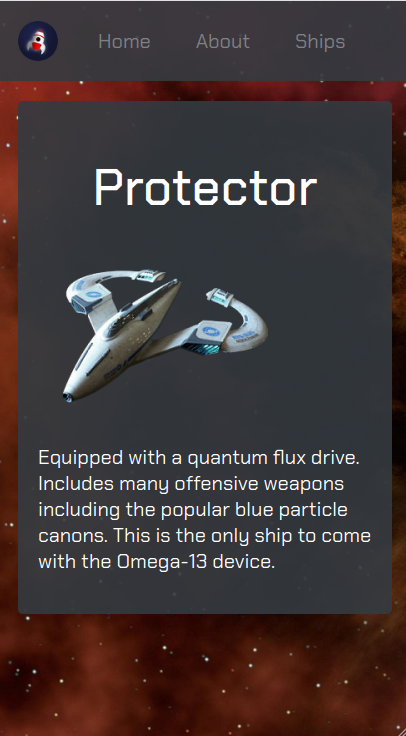 Home About Ships
Protector
Equipped with a quantum flux drive.
Includes many offensive weapons
including the popular blue particle
canons. This is the only ship to come
with the Omega-13 device.